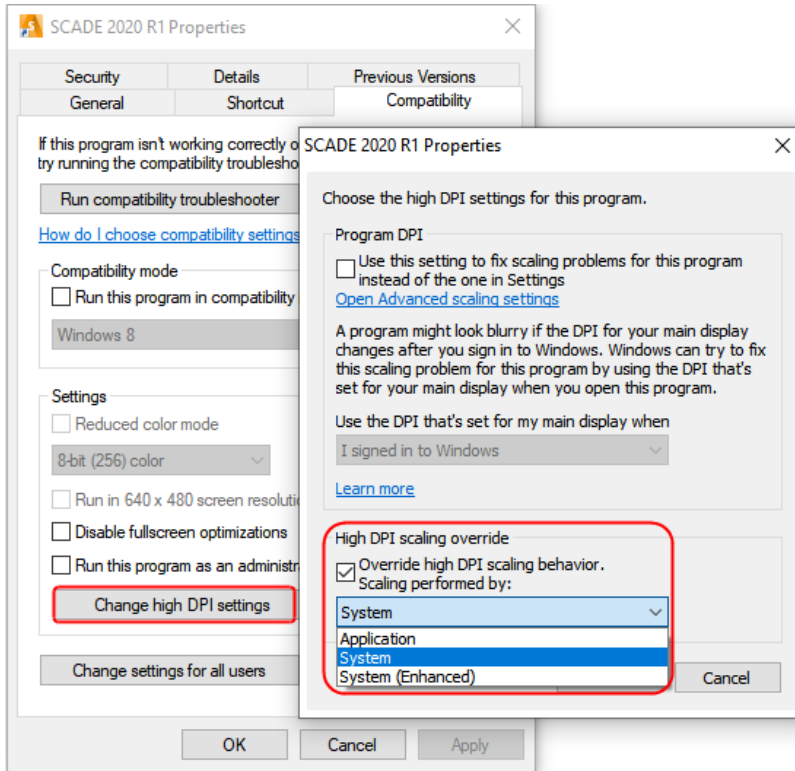 SCADE 2020 R1 Properties
Security Details Previous Versions
General Shortcut Compatibility
If this program isn't working correctly o
try running the compatibility troublesho
Run compatibility troubleshooter
How do I choose compatibility settings
Compatibility mode
Run this program in compatibility
Windows 8
Settings
Reduced color mode
8-bit (256) color
Run in 640 x 480 screen resoluti
Disable fullscreen optimizations
Run this program as an administr
Change high DPI settings
Change settings for all users
OK Cancel Apply
SCADE 2020 R1 Properties
Choose the high DPI settings for this program.
Program DPI
Use this setting to fix scaling problems for this program
instead of the one in Settings
Open Advanced scaling settings
A program might look blurry if the DPI for your main display
changes after you sign in to Windows. Windows can try to fix
this scaling problem for this program by using the DPI that's
set for your main display when you open this program.
Use the DPI that's set for my main display when
I signed in to Windows
Learn more
High DPI scaling override
Override high DPI scaling behavior.
Scaling performed by:
System
Application
System
System (Enhanced)
Cancel